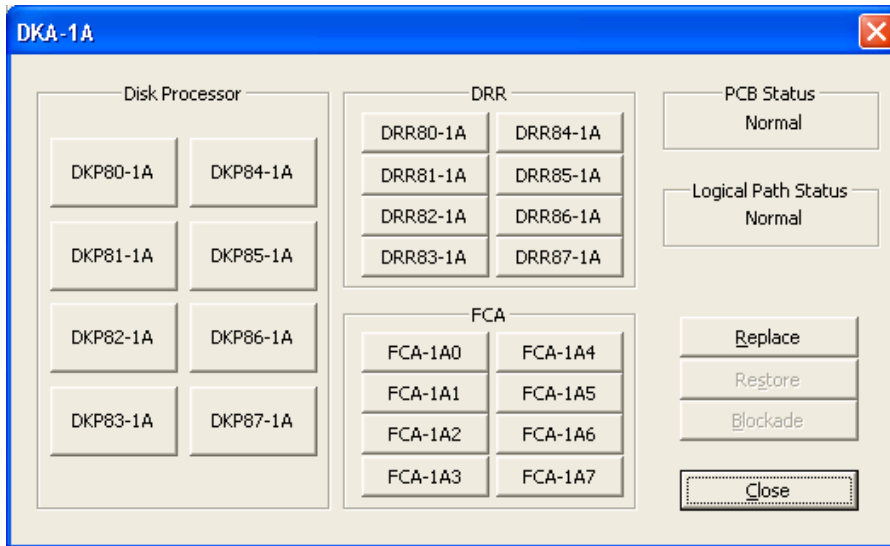 DKA-1A
Disk Processor
DKP80-1A DKP84-1A
DKP81-1A DKP85-1A
DKP82-1A DKP86-1A
DKP83-1A DKP87-1A
DRR
DRR80-1A DRR84-1A
DRR81-1A DRR85-1A
DRR82-1A DRR86-1A
DRR83-1A DRR87-1A
FCA
FCA-1A0 FCA-1A4
FCA-1A1 FCA-1A5
FCA-1A2 FCA-1A6
FCA-1A3 FCA-1A7
PCB Status
Normal
Logical Path Status
Normal
Replace
Restore
Blockade
Close